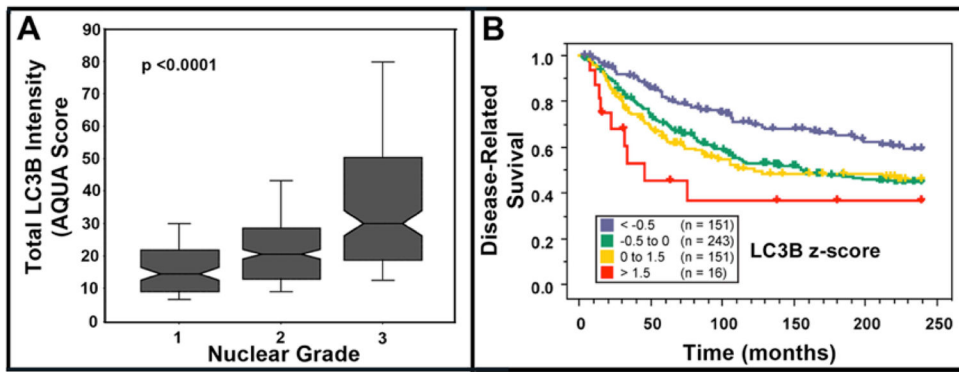 A
Total LC3B Intensity
(AQUA Score)
90
80
70
60
50
40
30
20
10
0
p <0.0001
1 2 3
Nuclear Grade
B
Disease-Related
Suvival
1.0
0.8
0.6
0.4
0.2
0.0
< -0.5 (n = 151)
-0.5 to 0 (n = 243)
0 to 1.5 (n = 151)
> 1.5 (n = 16)
LC3B z-score
0 50 100 150 200 250
Time (months)